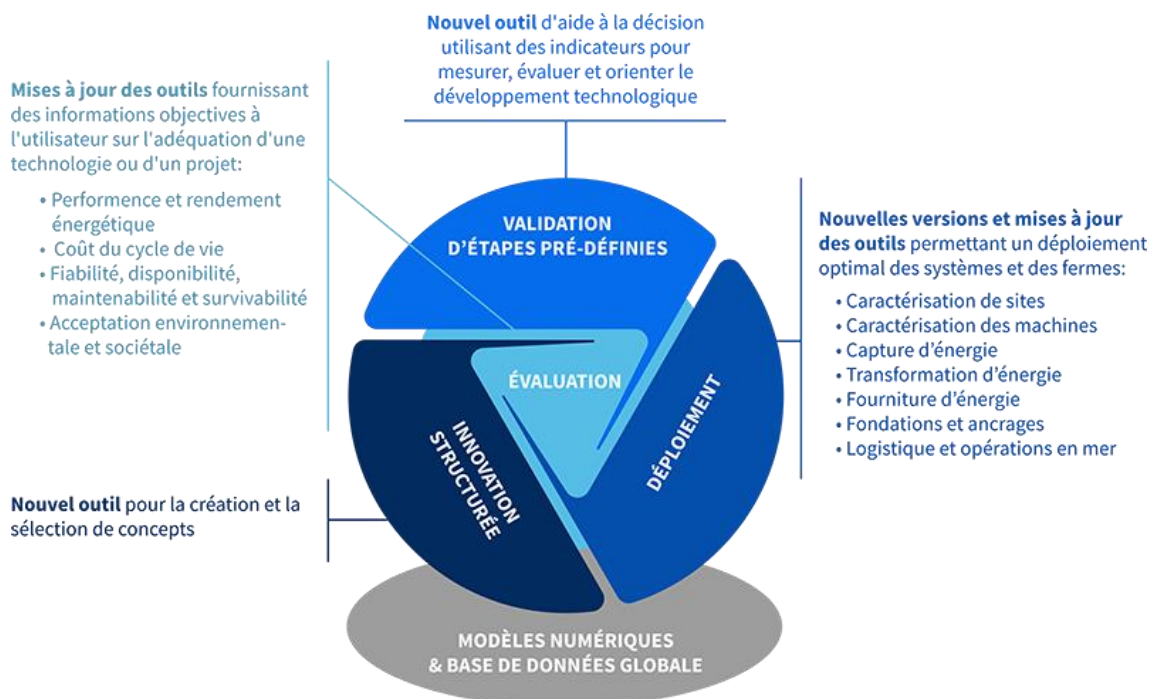 Nouvel outil d'aide à la décision
utilisant des indicateurs pour
mesurer, évaluer et orienter le
développement technologique
Mises à jour des outils fournissant
des informations objectives à
l'utilisateur sur l'adéquation d'une
technologie ou d'un projet:
• Performence et rendement
énergétique
• Coût du cycle de vie
• Fiabilité, disponibilité,
maintenabilité et survivabilité
• Acceptation environnemen-
tale et sociétale
Nouvel outil pour la création et la
sélection de concepts
VALIDATION
D'ÉTAPES PRÉ-DÉFINIES
ÉVALUATION
INNOVATION
STRUCTURÉE
DÉPLOIEMENT
Nouvelles versions et mises à jour
des outils permettant un déploiement
optimal des systèmes et des fermes:
• Caractérisation de sites
• Caractérisation des machines
• Capture d'énergie
• Transformation d'énergie
• Fourniture d'énergie
• Fondations et ancrages
• Logistique et opérations en mer
MODÈLES NUMÉRIQUES
& BASE DE DONNÉES GLOBALE